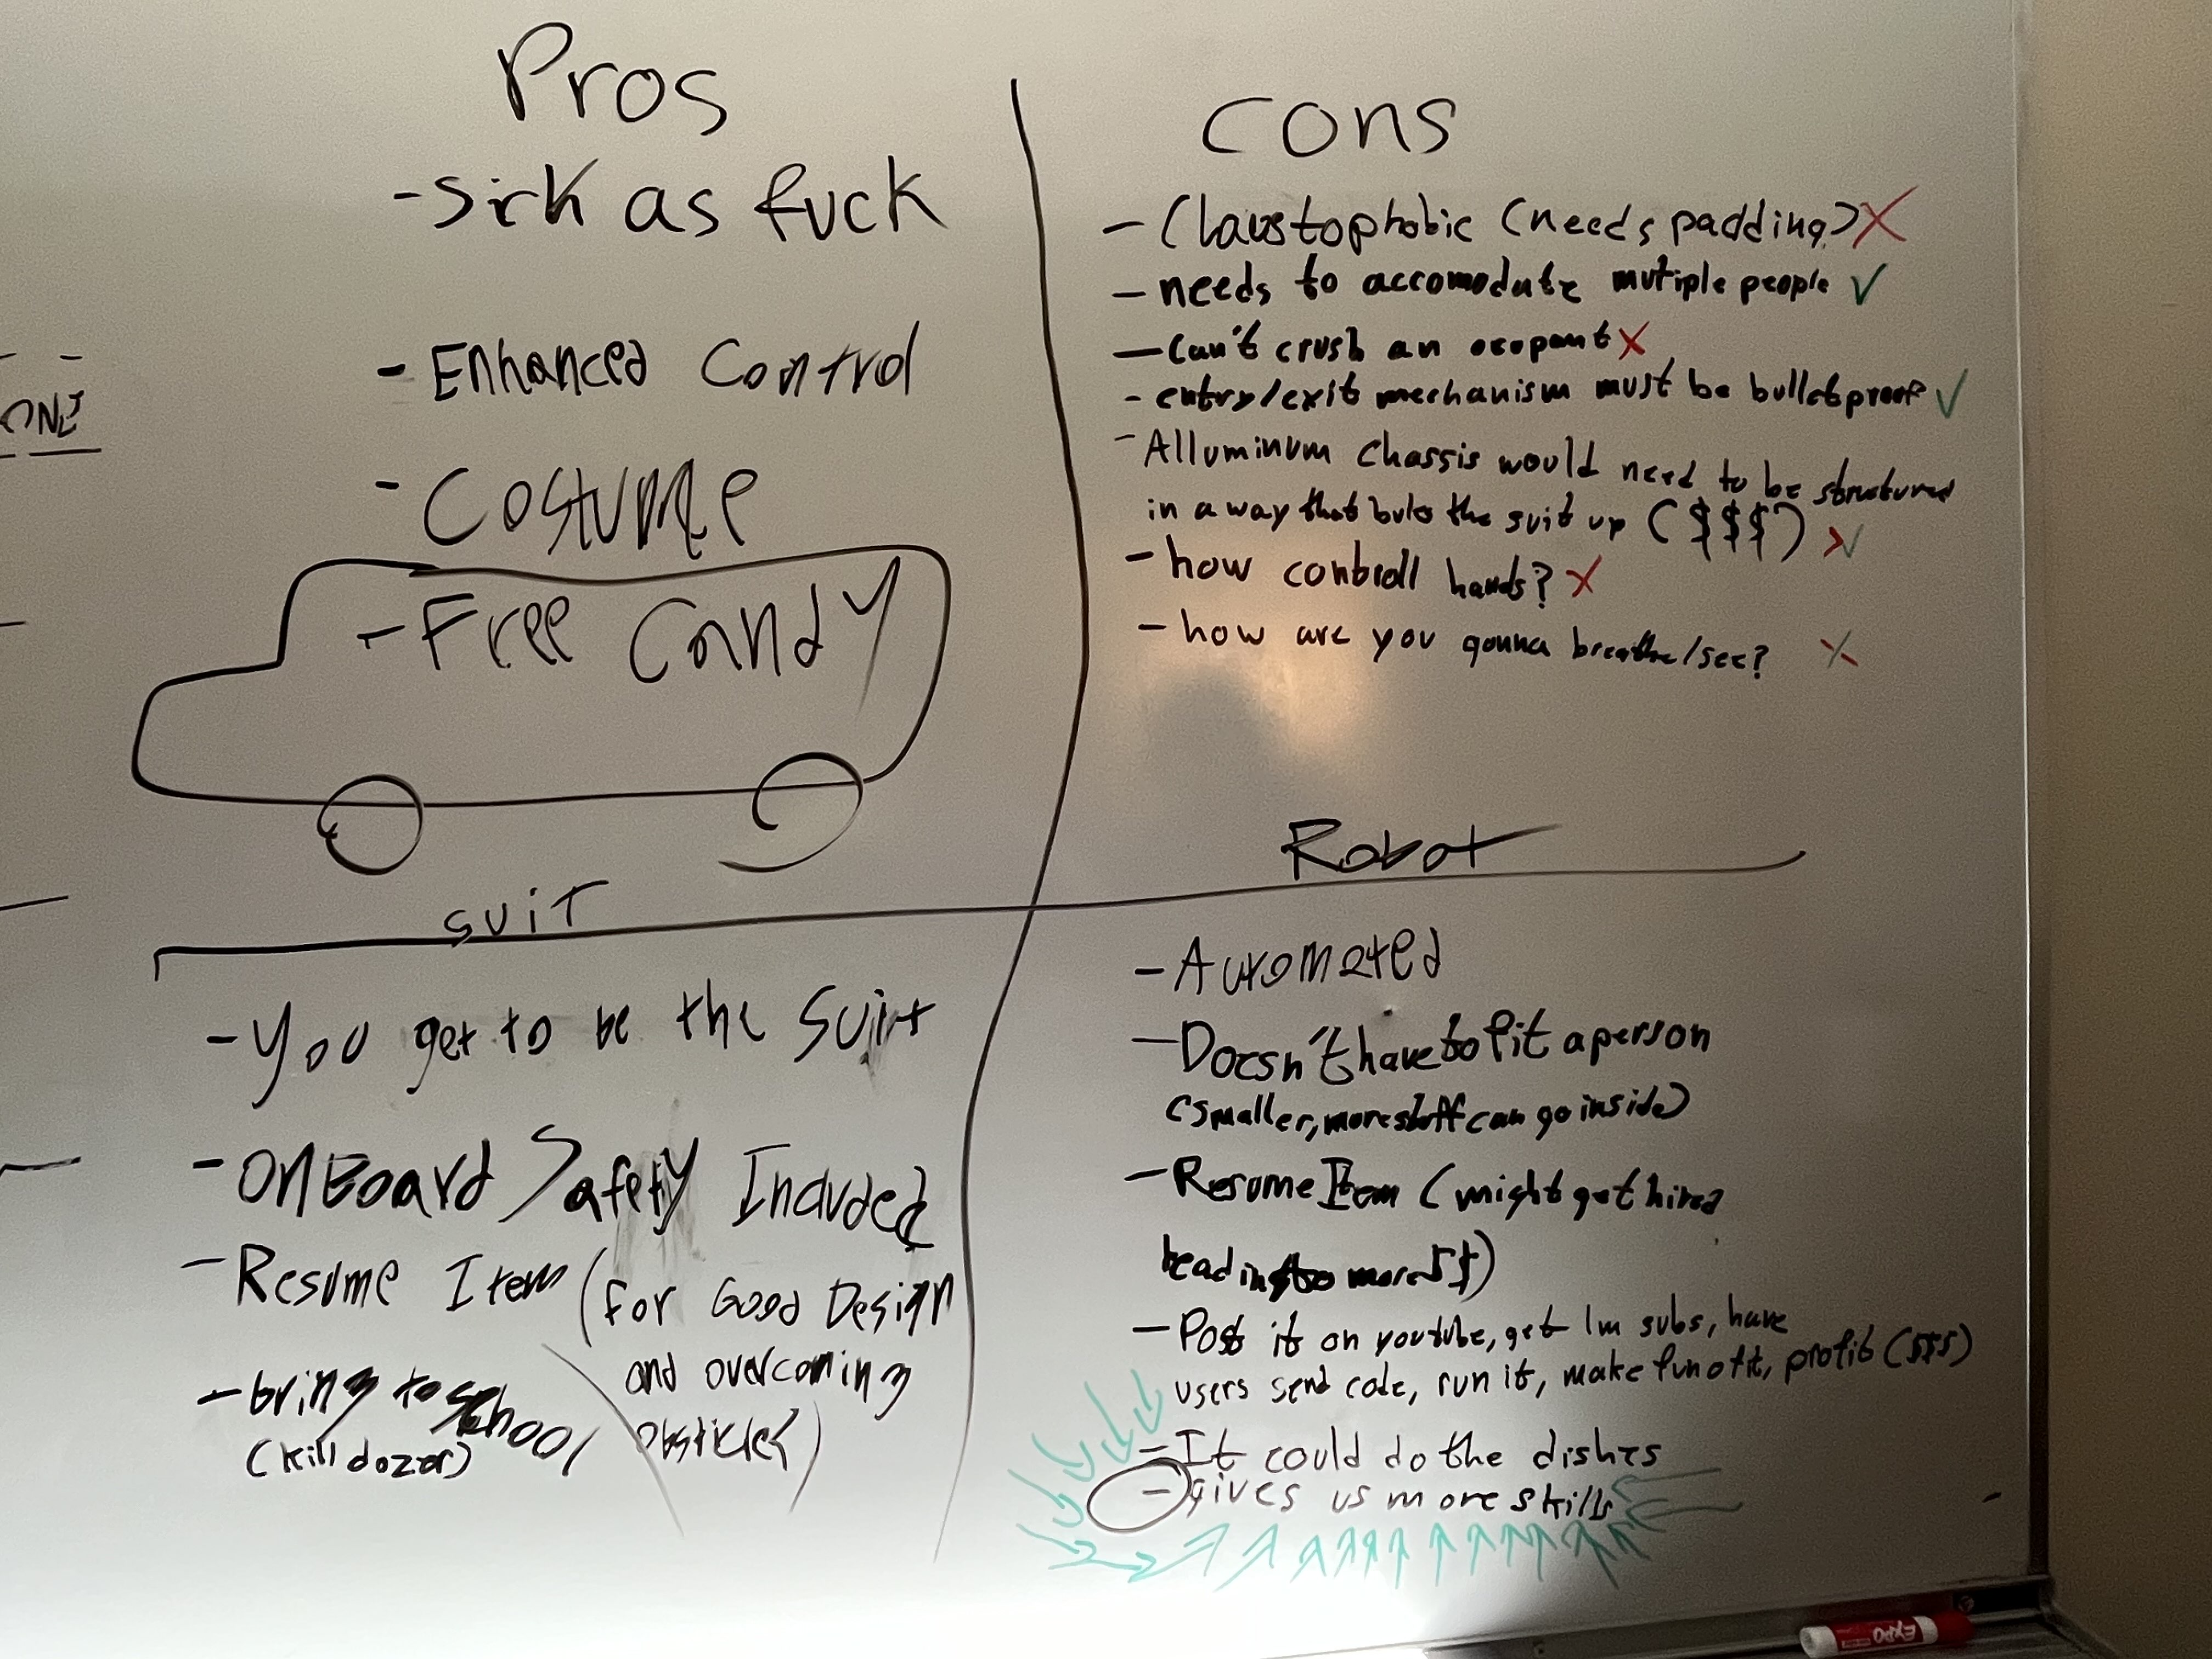 Pros
- Sick as fuck
- Enhanced Control
- Costume
- Free Candy
Cons
- Claustophobic (needs padding) X
- needs to accomodate mutiple people ✓
- Can't crush an ocopant X
- entry/exit mechanism must be bulletproof ✓
- Alluminum chassis would need to be structured
in a way that bulks the suit up ($$$)
- how controll hands? X
- how are you gonna breathe/see? X
SUIT
- You get to be the Suit
- Onboard Safety Included
- Resume Item (For Good Design
and overcoming
obsticles)
- bring to school
(killdozer)
Robot
- Automated
- Doesn't have to fit a person
(smaller, more stuff can go inside)
- Resume Item (might get hired
more $$)
- Post it on youtube, get 1m subs, have
users send code, run it, make fun of it, profit ($$$)
- It could do the dishes
- gives us more skills
EXPO